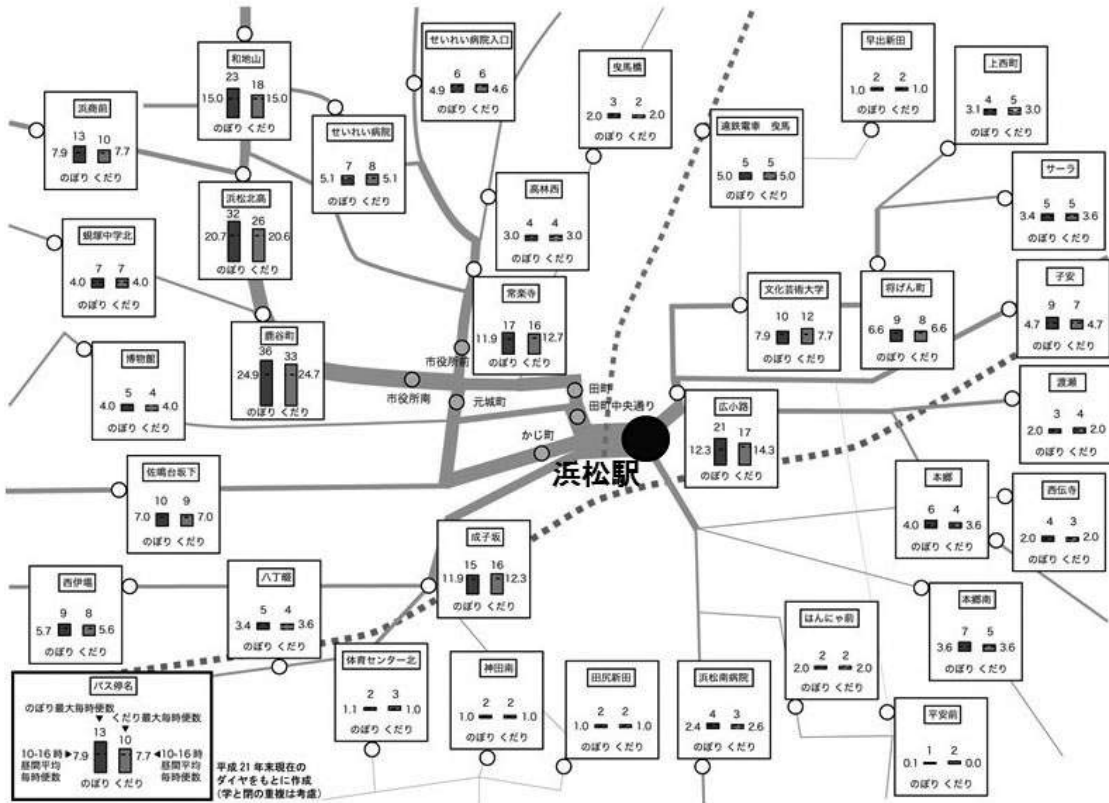 せいれい病院入口
6 6
4.9 4.6
のぼり くだり
和地山
23 18
15.0 15.0
のぼり くだり
曳馬橋
3 2
2.0 2.0
のぼり くだり
早出新田
2 2
1.0 1.0
のぼり くだり
上西町
4 5
3.1 3.0
のぼり くだり
浜商前
13 10
7.9 7.7
のぼり くだり
せいれい病院
7 8
5.1 5.1
のぼり くだり
遠鉄電車 曳馬
5 5
5.0 5.0
のぼり くだり
サーラ
5 5
3.4 3.6
のぼり くだり
浜松北高
32 26
20.7 20.6
のぼり くだり
高林西
4 4
3.0 3.0
のぼり くだり
蜆塚中学北
7 7
4.0 4.0
のぼり くだり
常楽寺
17 16
11.9 12.7
のぼり くだり
文化芸術大学
10 12
7.9 7.7
のぼり くだり
将げん町
9 8
6.6 6.6
のぼり くだり
子安
9 7
4.7 4.7
のぼり くだり
鹿谷町
36 33
24.9 24.7
のぼり くだり
博物館
5 4
4.0 4.0
のぼり くだり
市役所前
市役所南
元城町
田町
田町中央通り
かじ町
浜松駅
広小路
21 17
12.3 14.3
のぼり くだり
渡瀬
3 4
2.0 2.0
のぼり くだり
佐鳴台坂下
10 9
7.0 7.0
のぼり くだり
本郷
6 4
4.0 3.6
のぼり くだり
西伝寺
4 3
2.0 2.0
のぼり くだり
成子坂
15 16
11.9 12.3
のぼり くだり
西伊場
9 8
5.7 5.6
のぼり くだり
八丁畷
5 4
3.4 3.6
のぼり くだり
本郷南
7 5
3.6 3.6
のぼり くだり
はんにゃ前
2 2
2.0 2.0
のぼり くだり
体育センター北
2 3
1.1 1.0
のぼり くだり
神田南
2 2
1.0 1.0
のぼり くだり
田尻新田
2 2
1.0 1.0
のぼり くだり
浜松南病院
4 3
2.4 2.6
のぼり くだり
平安前
1 2
0.1 0.0
のぼり くだり
バス停名
のぼり最大毎時便数
▼くだり最大毎時便数
13 ▼
10
10-16時 ▶7.9 7.7◀10-16時
昼間平均 昼間平均
毎時便数 毎時便数
のぼり くだり
平成21年末現在の
ダイヤをもとに作成
(学と閉の重複は考慮)